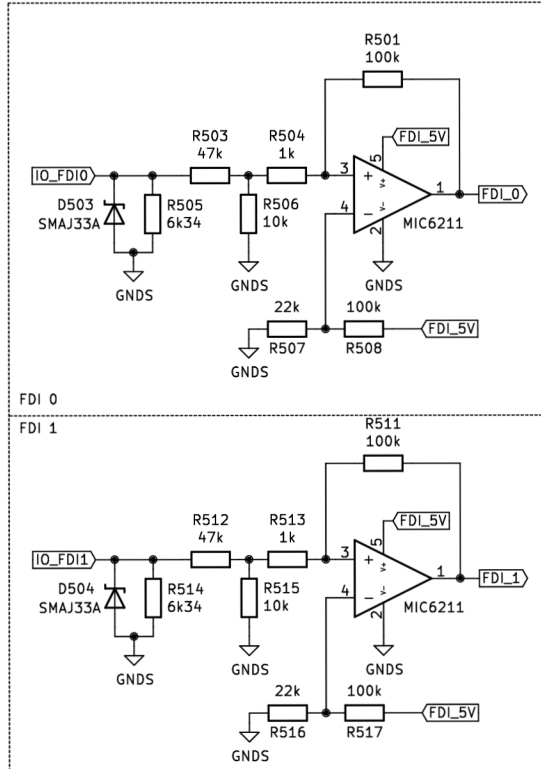 R501
100k
FDI_5V
R503
47k
R504
1k
IO_FDI0
3
+
5
V+
1
FDI_0
D503
SMAJ33A
R505
6k34
R506
10k
4
−
V-
2
MIC6211
GNDS
GNDS
GNDS
22k
100k
FDI_5V
R507
R508
GNDS
FDI 0
FDI 1
R511
100k
FDI_5V
R512
47k
R513
1k
IO_FDI1
3
+
5
V+
1
FDI_1
D504
SMAJ33A
R514
6k34
R515
10k
4
−
V-
2
MIC6211
GNDS
GNDS
GNDS
22k
100k
FDI_5V
R516
R517
GNDS